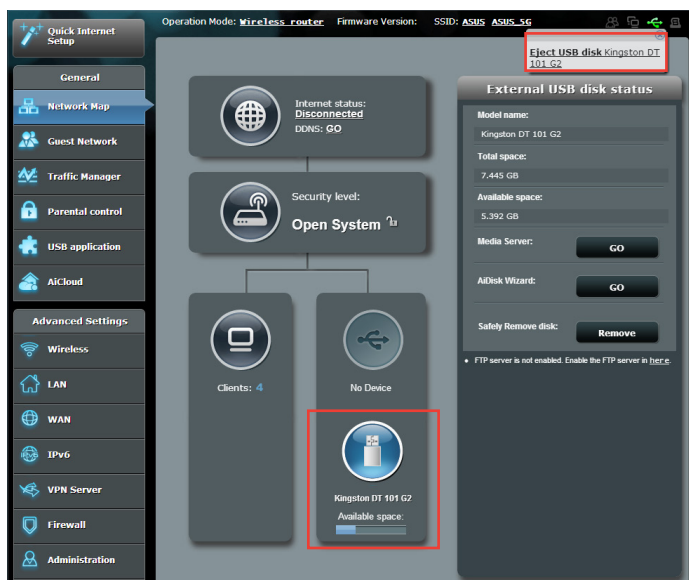 Quick Internet
Setup
Operation Mode: Wireless router Firmware Version: SSID: ASUS ASUS_5G
Eject USB disk Kingston DT
101 G2
General
Network Map
Guest Network
Traffic Manager
Parental control
USB application
AiCloud
Advanced Settings
Wireless
LAN
WAN
IPv6
VPN Server
Firewall
Administration
Internet status:
Disconnected
DDNS: GO
Security level:
Open System
Clients: 4
No Device
Kingston DT 101 G2
Available space:
External USB disk status
Model name:
Kingston DT 101 G2
Total space:
7.445 GB
Available space:
5.392 GB
Media Server: GO
AiDisk Wizard: GO
Safely Remove disk: Remove
• FTP server is not enabled. Enable the FTP server in here.